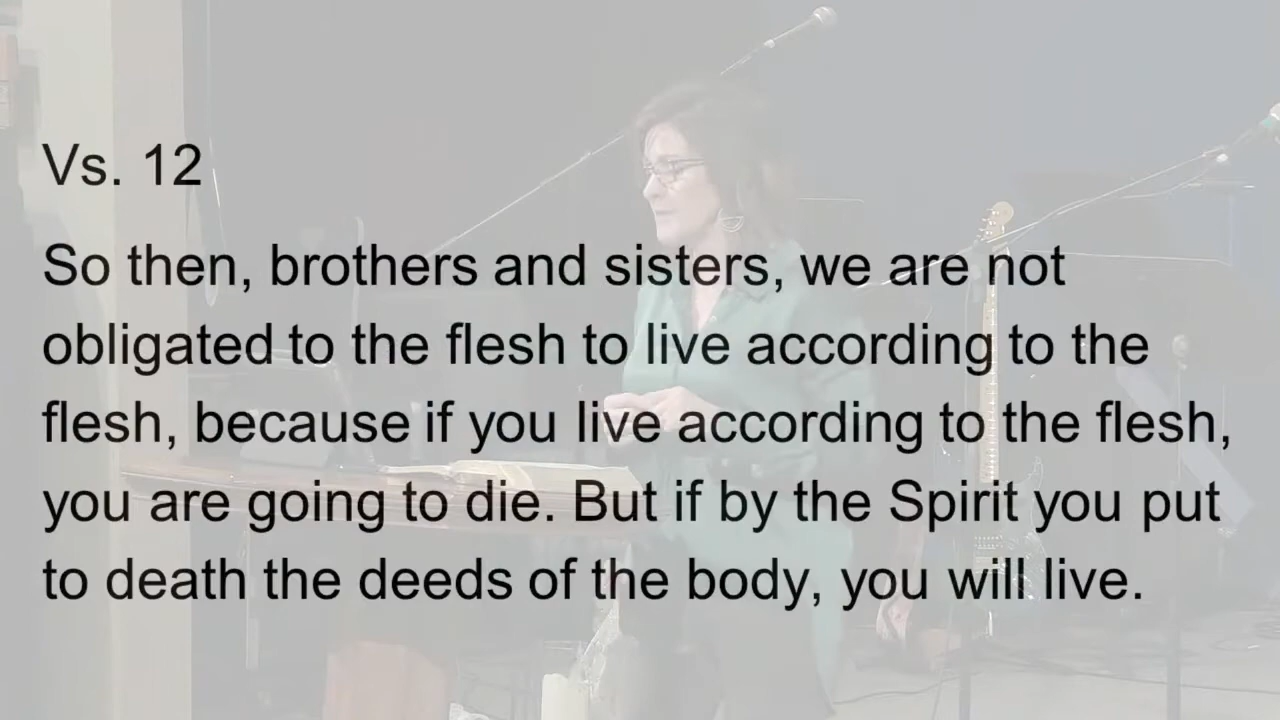 Vs. 12
So then, brothers and sisters, we are not
obligated to the flesh to live according to the
flesh, because if you live according to the flesh,
you are going to die. But if by the Spirit you put
to death the deeds of the body, you will live.